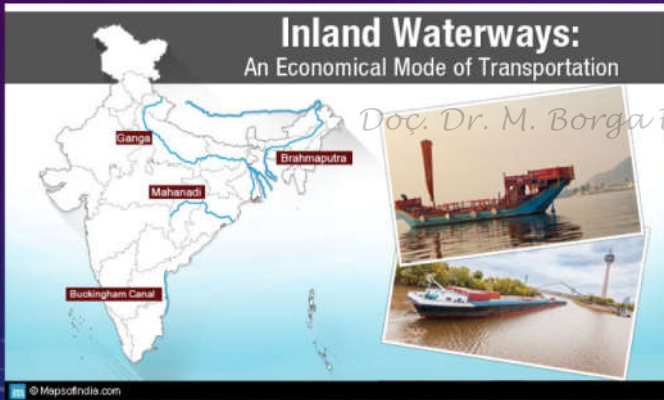 Inland Waterways:
An Economical Mode of Transportation
Doç. Dr. M. Borga
Ganga
Brahmaputra
Mahanadi
Buckingham Canal
m © MapsofIndia.com